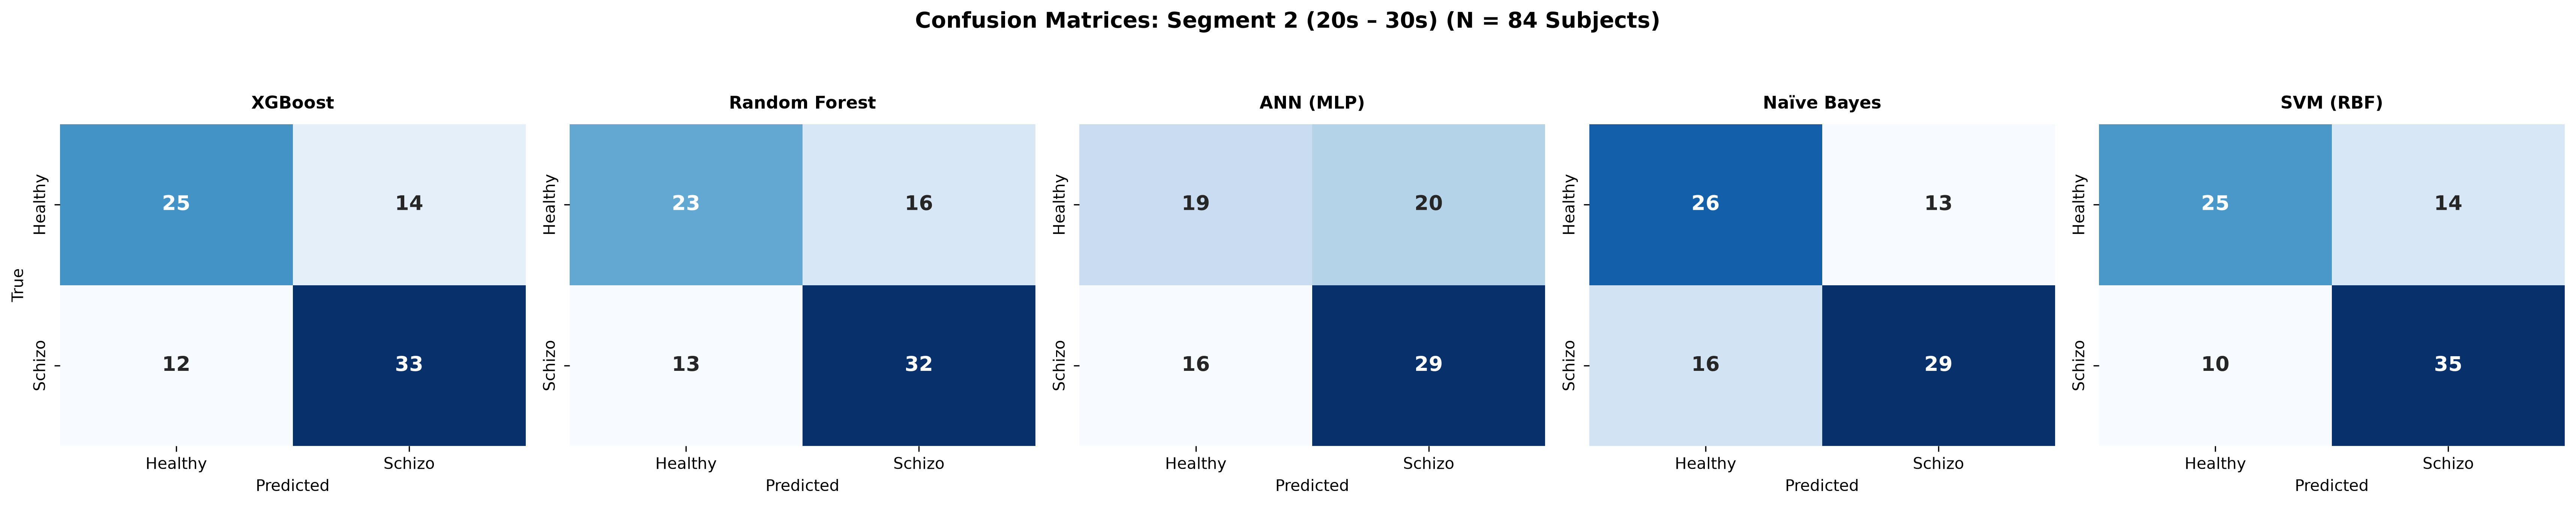 Confusion Matrices: Segment 2 (20s – 30s) (N = 84 Subjects)
XGBoost
True
Healthy
25 14
Schizo
12 33
Healthy Schizo
Predicted
Random Forest
Healthy
23 16
Schizo
13 32
Healthy Schizo
Predicted
ANN (MLP)
Healthy
19 20
Schizo
16 29
Healthy Schizo
Predicted
Naïve Bayes
Healthy
26 13
Schizo
16 29
Healthy Schizo
Predicted
SVM (RBF)
Healthy
25 14
Schizo
10 35
Healthy Schizo
Predicted